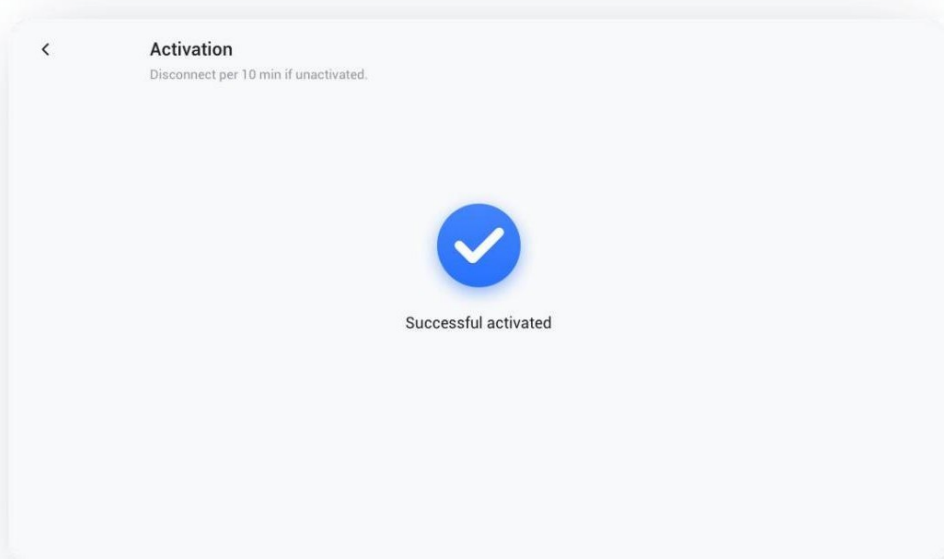 Activation
Disconnect per 10 min if unactivated.
Successful activated